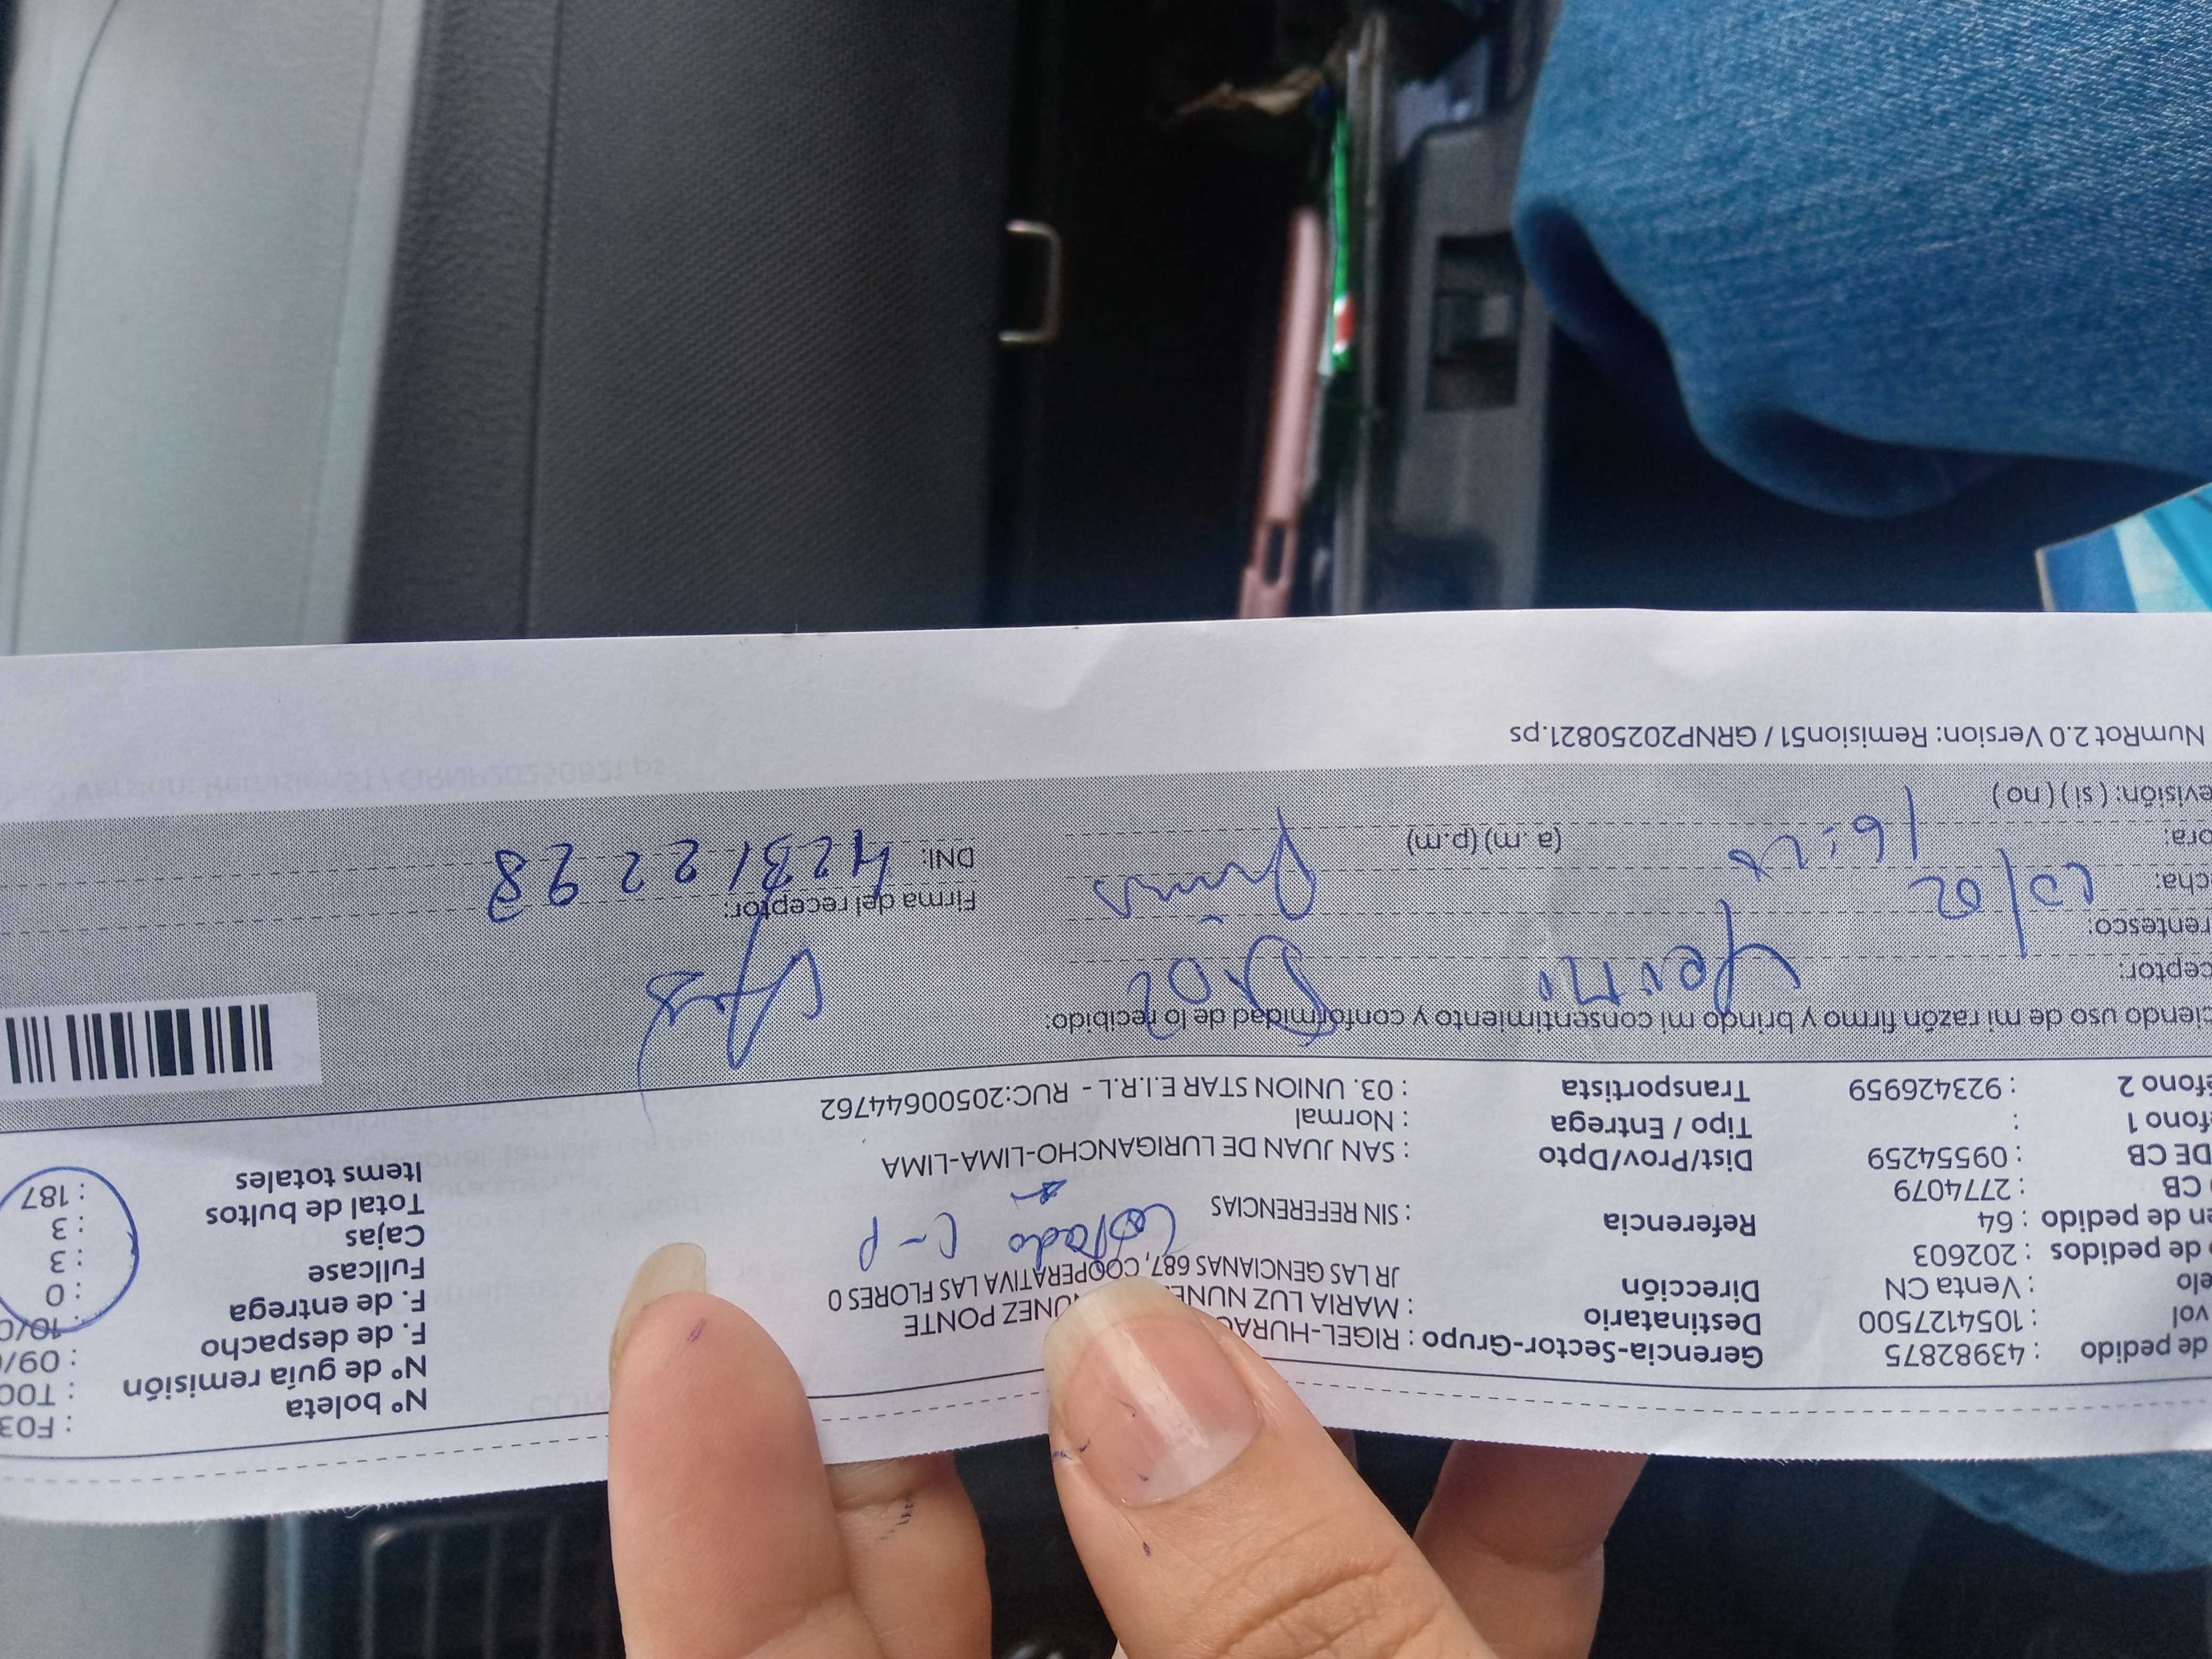 Nº boleta : F03
de pedido : 43982875 Gerencia-Sector-Grupo : RIGEL-HURAC Nº de guía remisión : T00
vol : 1054127500 Destinatario : MARIA LUZ NUÑE NUÑEZ PONTE F. de despacho : 09/
elo : Venta CN Dirección JR LAS GENCIANAS 687, COOPERATIVA LAS FLORES 0 F. de entrega : 10/0
de pedidos : 202603 Fullcase : 0
en de pedido : 64 Referencia : SIN REFERENCIAS Costado C-P Cajas : 3
CB : 2774079 Total de bultos : 3
DE CB : 09554259 Dist/Prov/Dpto : SAN JUAN DE LURIGANCHO-LIMA-LIMA Items totales : 187
éfono 1 : Tipo / Entrega : Normal
éfono 2 : 923426959 Transportista : 03. UNION STAR E.I.R.L - RUC:20500644762
ciendo uso de mi razón firmo y brindo mi consentimiento y conformidad de lo recibido:
ceptor: Yeimi
rentesco:
cha: /02 Firma del receptor:
ora: 16: (a. m) (p.m) DNI: 42312298
evisión: ( si ) ( no )
NumRot 2.0 Version: Remision51 / GRNP20250821.ps